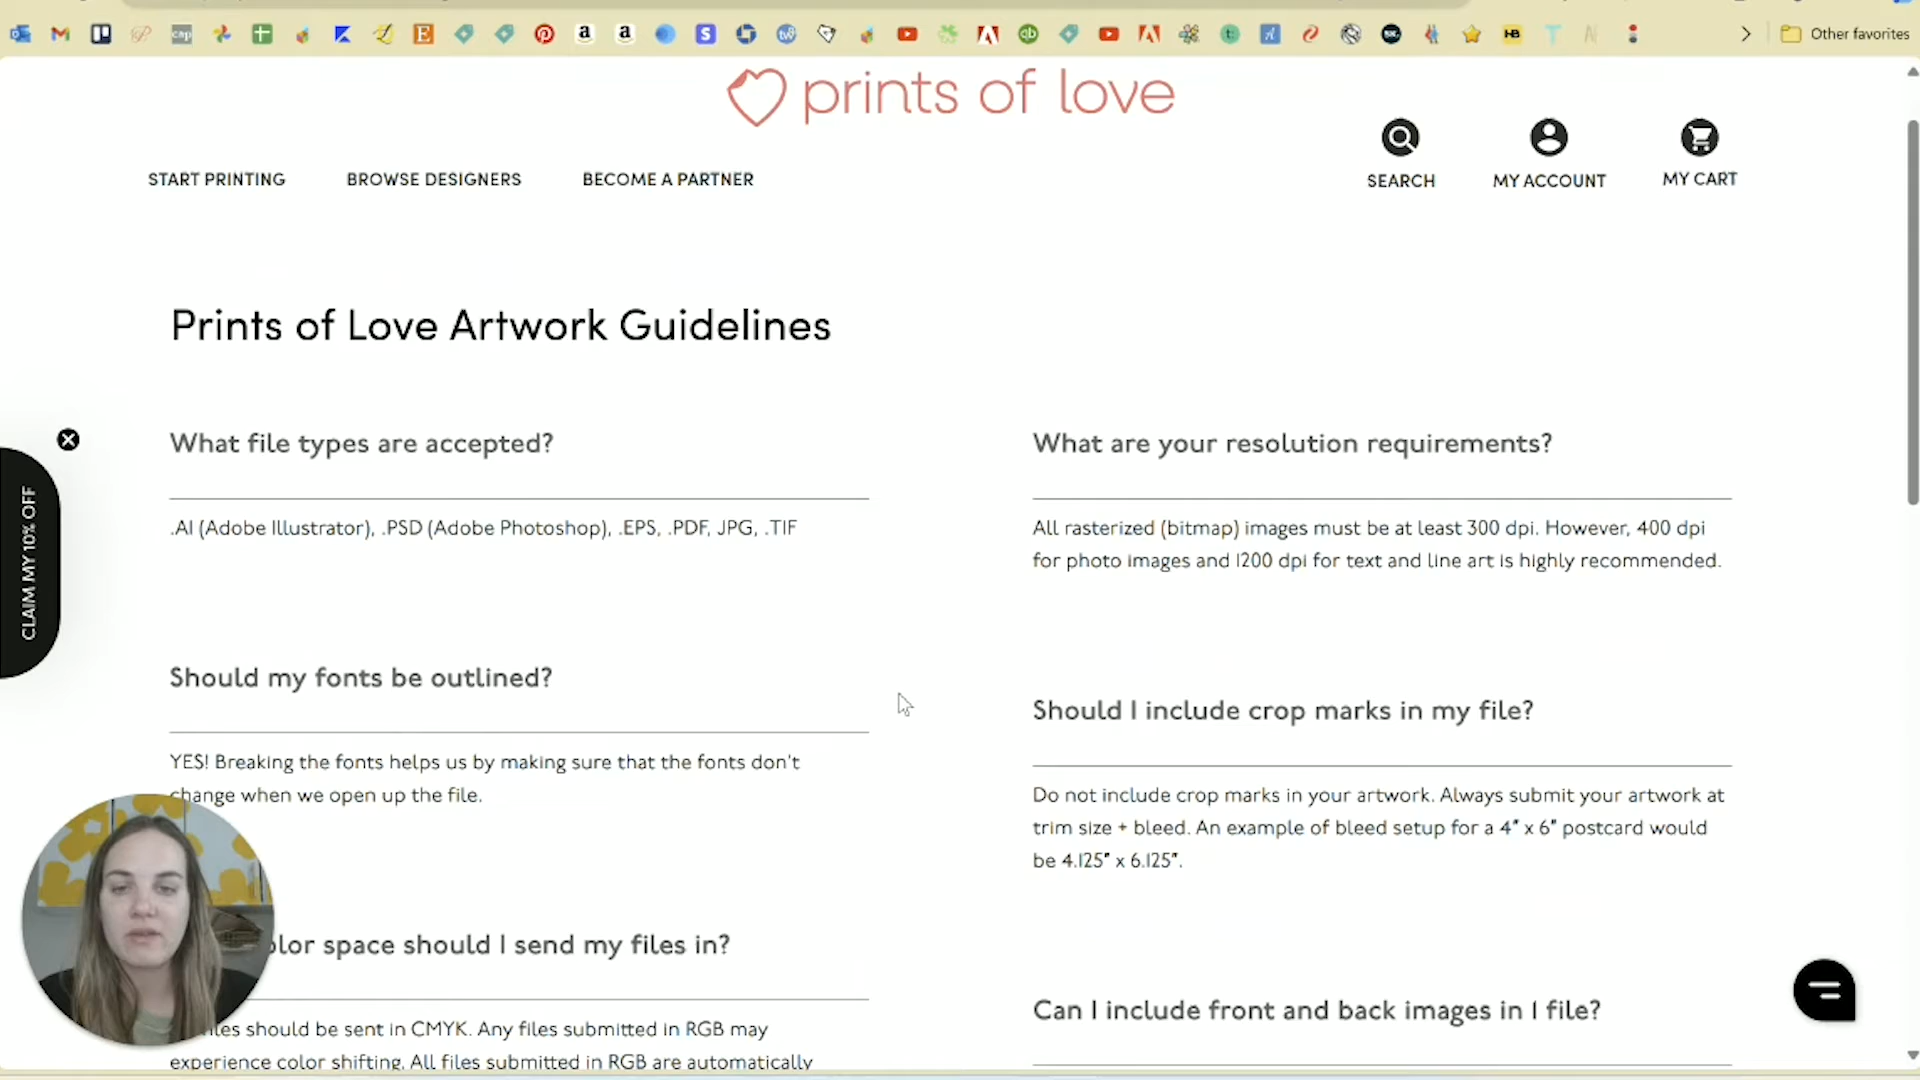 Other favorites
prints of love
START PRINTING
BROWSE DESIGNERS
BECOME A PARTNER
SEARCH
MY ACCOUNT
MY CART
Prints of Love Artwork Guidelines
CLAIM MY 10% OFF
What file types are accepted?
.AI (Adobe Illustrator), .PSD (Adobe Photoshop), .EPS, .PDF, JPG, .TIF
What are your resolution requirements?
All rasterized (bitmap) images must be at least 300 dpi. However, 400 dpi
for photo images and 1200 dpi for text and line art is highly recommended.
Should my fonts be outlined?
YES! Breaking the fonts helps us by making sure that the fonts don't
change when we open up the file.
Should I include crop marks in my file?
Do not include crop marks in your artwork. Always submit your artwork at
trim size + bleed. An example of bleed setup for a 4" x 6" postcard would
be 4.125" x 6.125".
space should I send my files in?
should be sent in CMYK. Any files submitted in RGB may
experience color shifting. All files submitted in RGB are automatically
Can I include front and back images in 1 file?